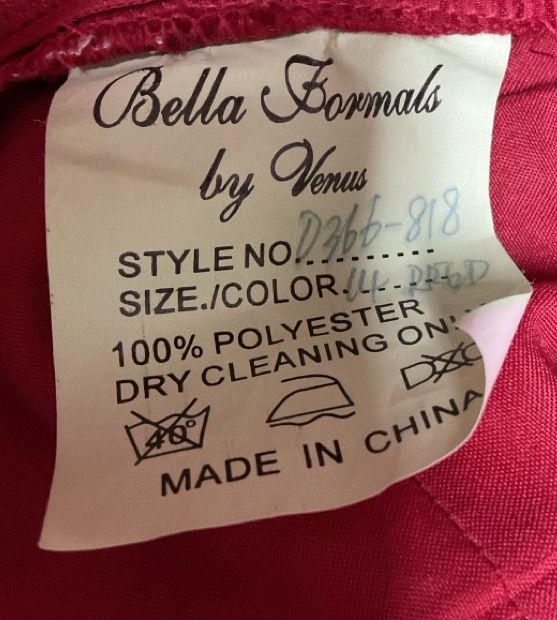 Bella Formals
by Venus
STYLE NO. D366-818
SIZE./COLOR. 14
100% POLYESTER
DRY CLEANING
40°
MADE IN CHINA